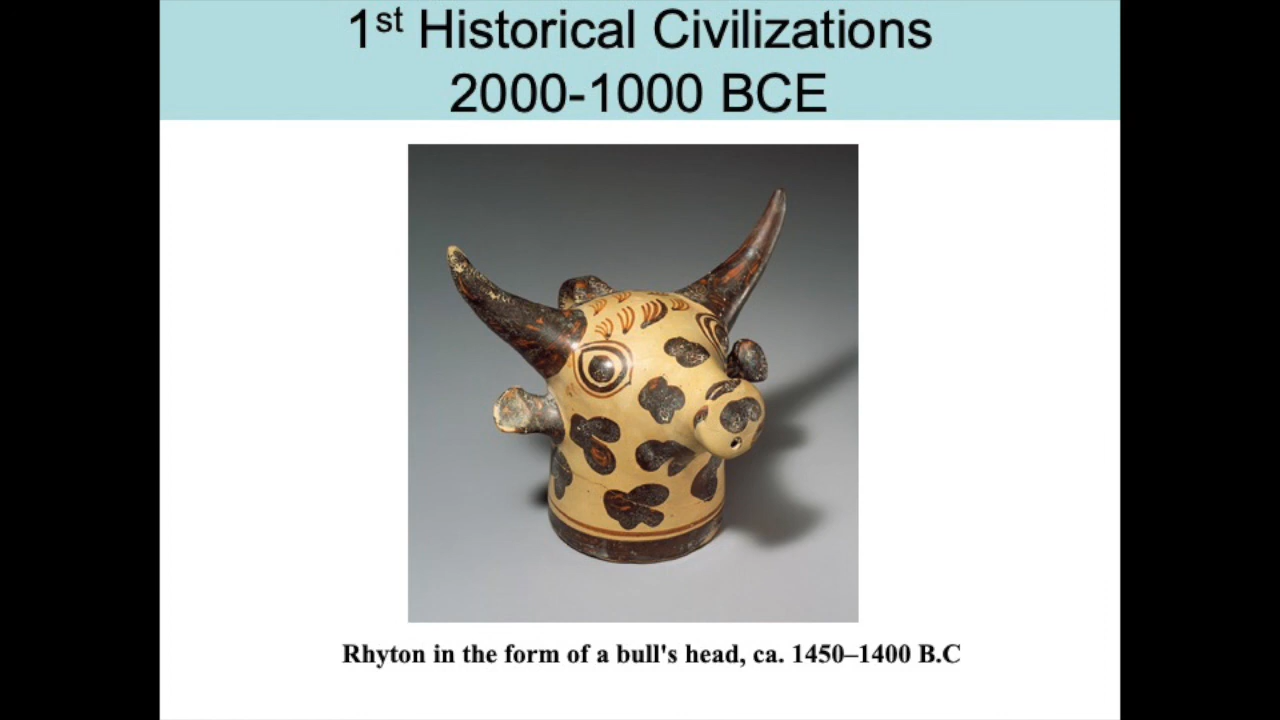 1st Historical Civilizations
2000-1000 BCE
Rhyton in the form of a bull's head, ca. 1450–1400 B.C